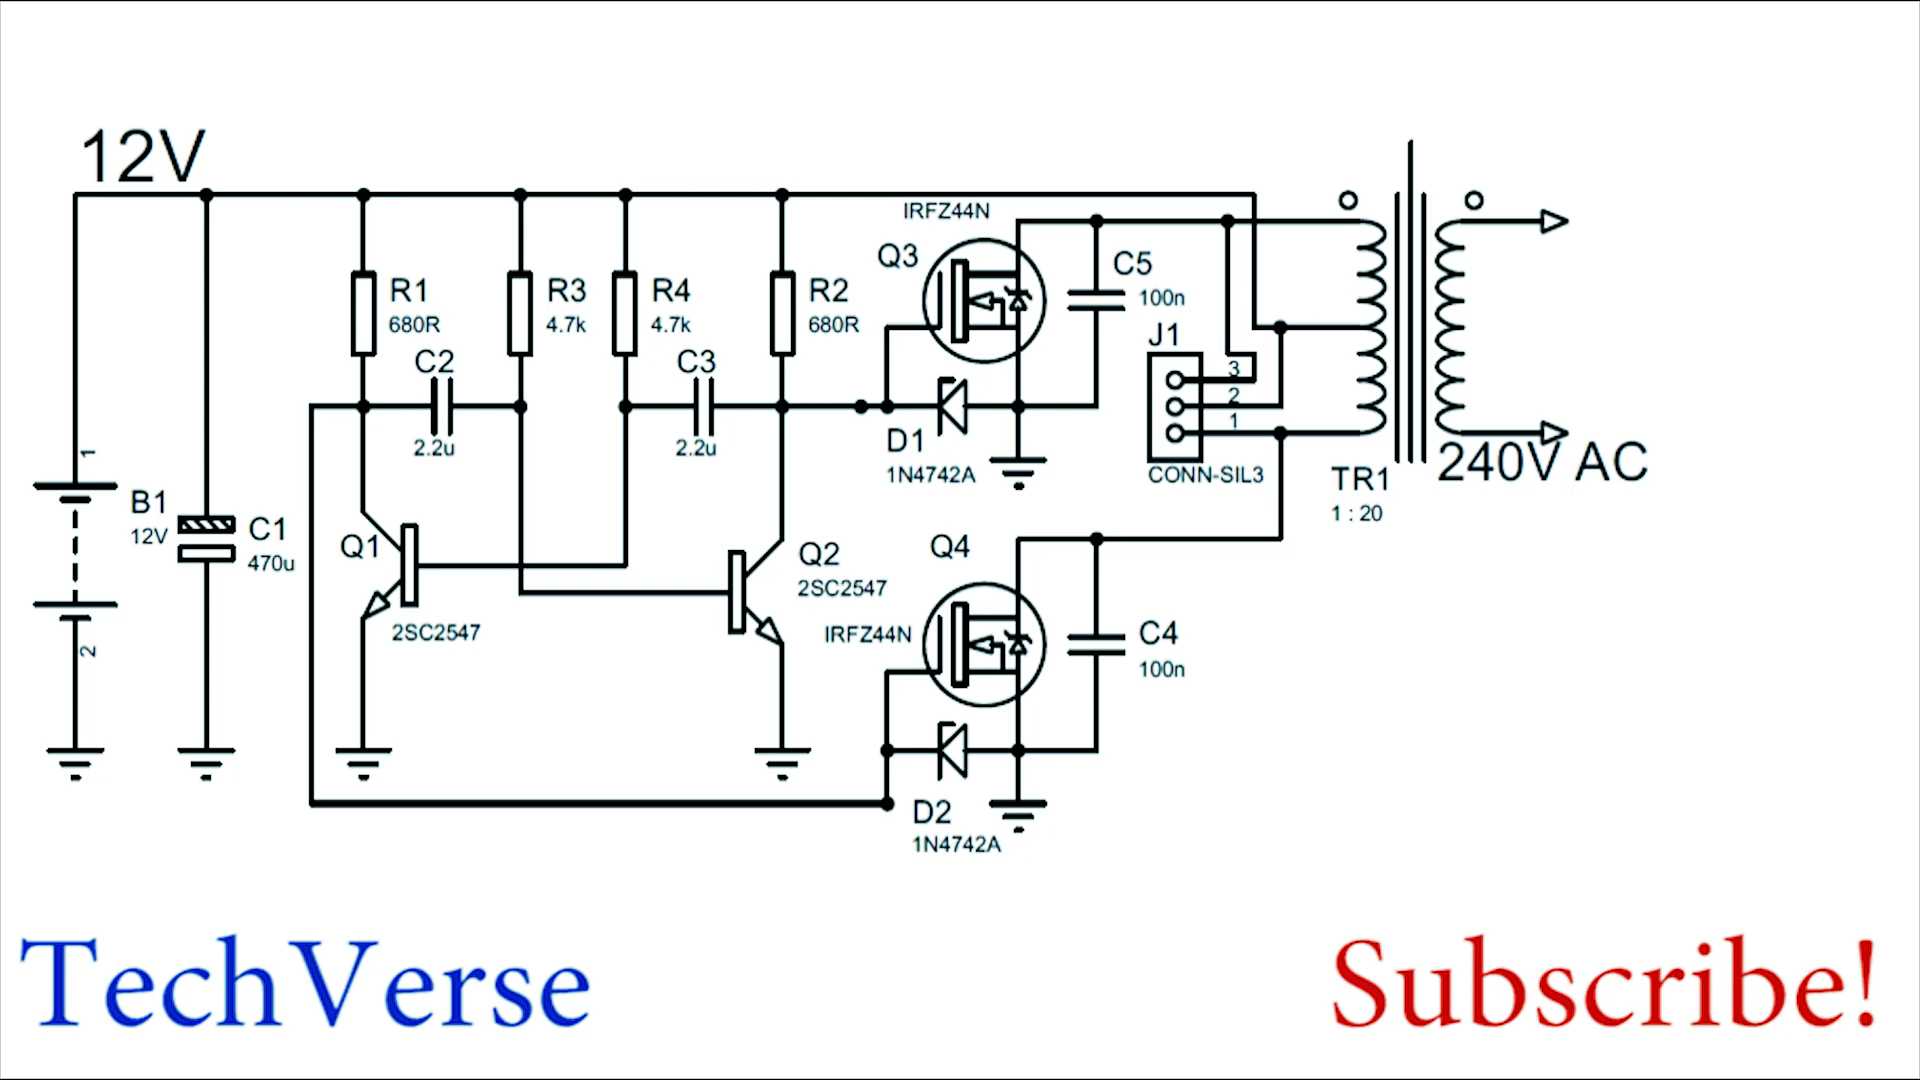 12V
IRFZ44N
Q3
C5
100n
R1
680R
R3
4.7k
R4
4.7k
R2
680R
J1
C2
2.2u
C3
2.2u
3
2
1
D1
1N4742A
CONN-SIL3
TR1
1 : 20
240V AC
1
B1
12V
C1
470u
2
Q1
2SC2547
Q2
2SC2547
Q4
IRFZ44N
C4
100n
D2
1N4742A
TechVerse
Subscribe!